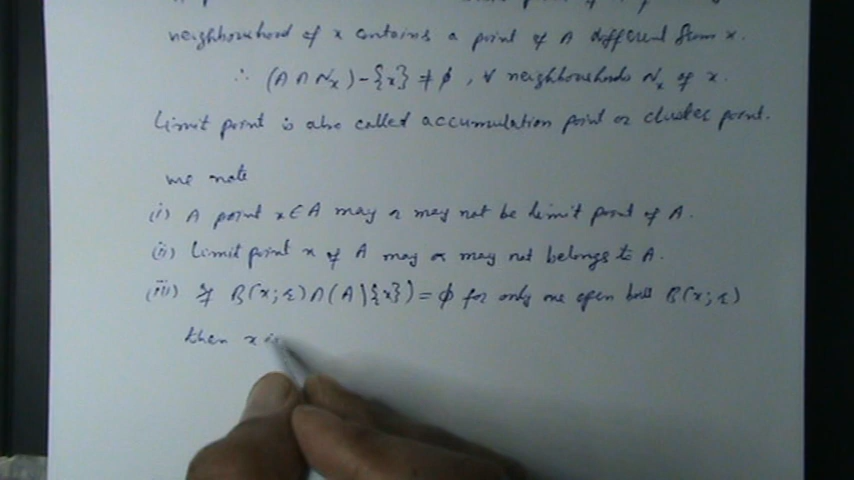 neighbourhood of x contains a point of A different from x.
∴ (A ∩ Nₓ) - {x} ≠ ϕ, ∀ neighbourhoods Nₓ of x.
Limit point is also called accumulation point or cluster point.
we note
(i) A point x ∈ A may or may not be limit point of A.
(ii) Limit point x of A may or may not belongs to A.
(iii) If B(x; ε) ∩ (A \ {x}) = ϕ for only one open ball B(x; ε)
then x is